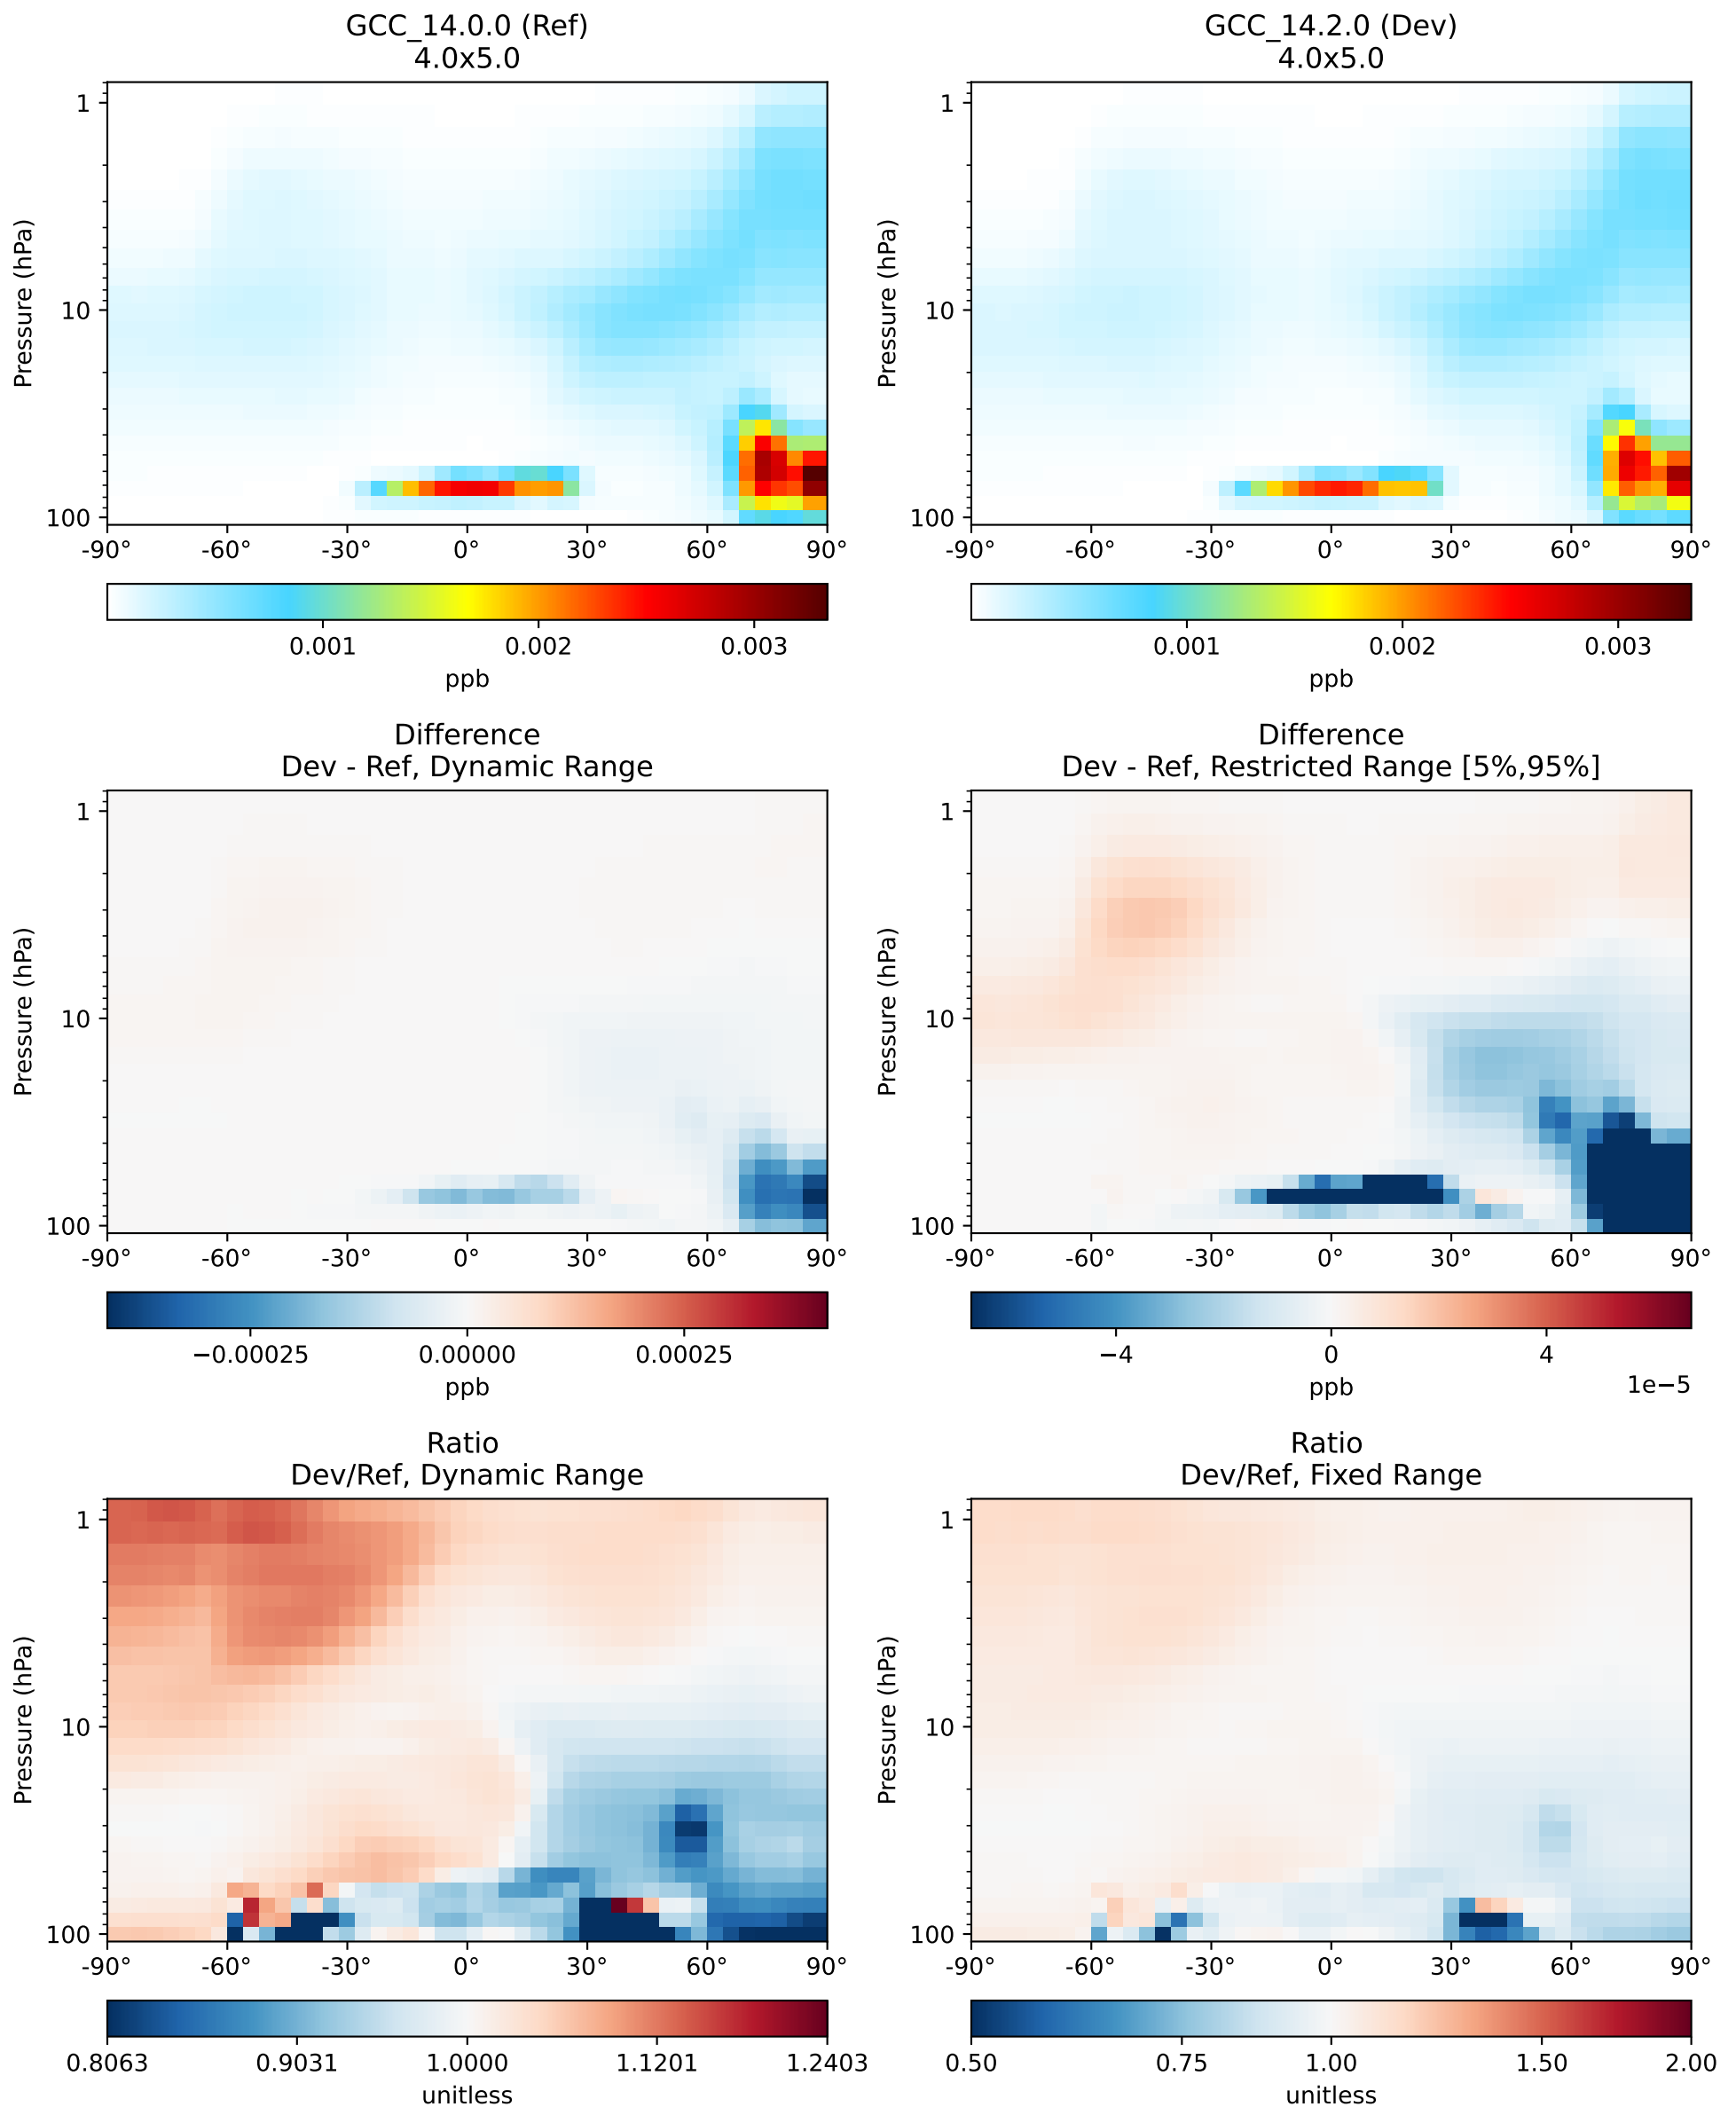 GCC_14.0.0 (Ref)
4.0x5.0
GCC_14.2.0 (Dev)
4.0x5.0
Pressure (hPa)
1
10
100
-90° -60° -30° 0° 30° 60° 90°
0.001 0.002 0.003
ppb
Pressure (hPa)
1
10
100
-90° -60° -30° 0° 30° 60° 90°
0.001 0.002 0.003
ppb
Difference
Dev - Ref, Dynamic Range
Difference
Dev - Ref, Restricted Range [5%,95%]
Pressure (hPa)
1
10
100
-90° -60° -30° 0° 30° 60° 90°
−0.00025 0.00000 0.00025
ppb
Pressure (hPa)
1
10
100
-90° -60° -30° 0° 30° 60° 90°
−4 0 4
1e−5
ppb
Ratio
Dev/Ref, Dynamic Range
Ratio
Dev/Ref, Fixed Range
Pressure (hPa)
1
10
100
-90° -60° -30° 0° 30° 60° 90°
0.8063 0.9031 1.0000 1.1201 1.2403
unitless
Pressure (hPa)
1
10
100
-90° -60° -30° 0° 30° 60° 90°
0.50 0.75 1.00 1.50 2.00
unitless